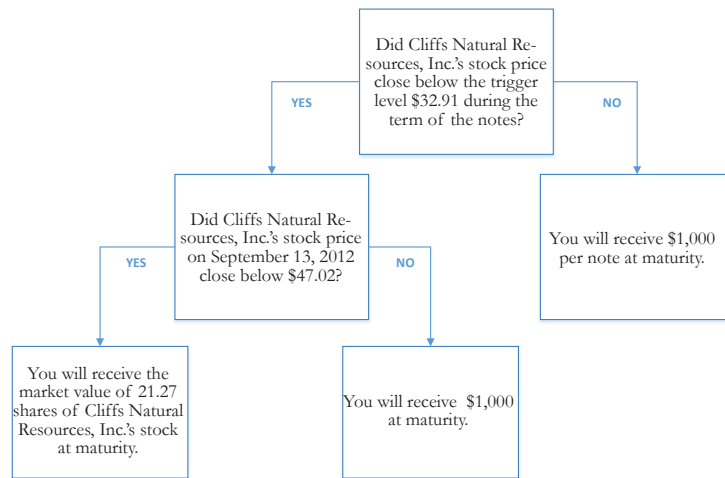 Did Cliffs Natural Re-
sources, Inc.'s stock price
close below the trigger
level $32.91 during the
term of the notes?
YES
NO
Did Cliffs Natural Re-
sources, Inc.'s stock price
on September 13, 2012
close below $47.02?
You will receive $1,000
per note at maturity.
YES
NO
You will receive the
market value of 21.27
shares of Cliffs Natural
Resources, Inc.'s stock
at maturity.
You will receive $1,000
at maturity.